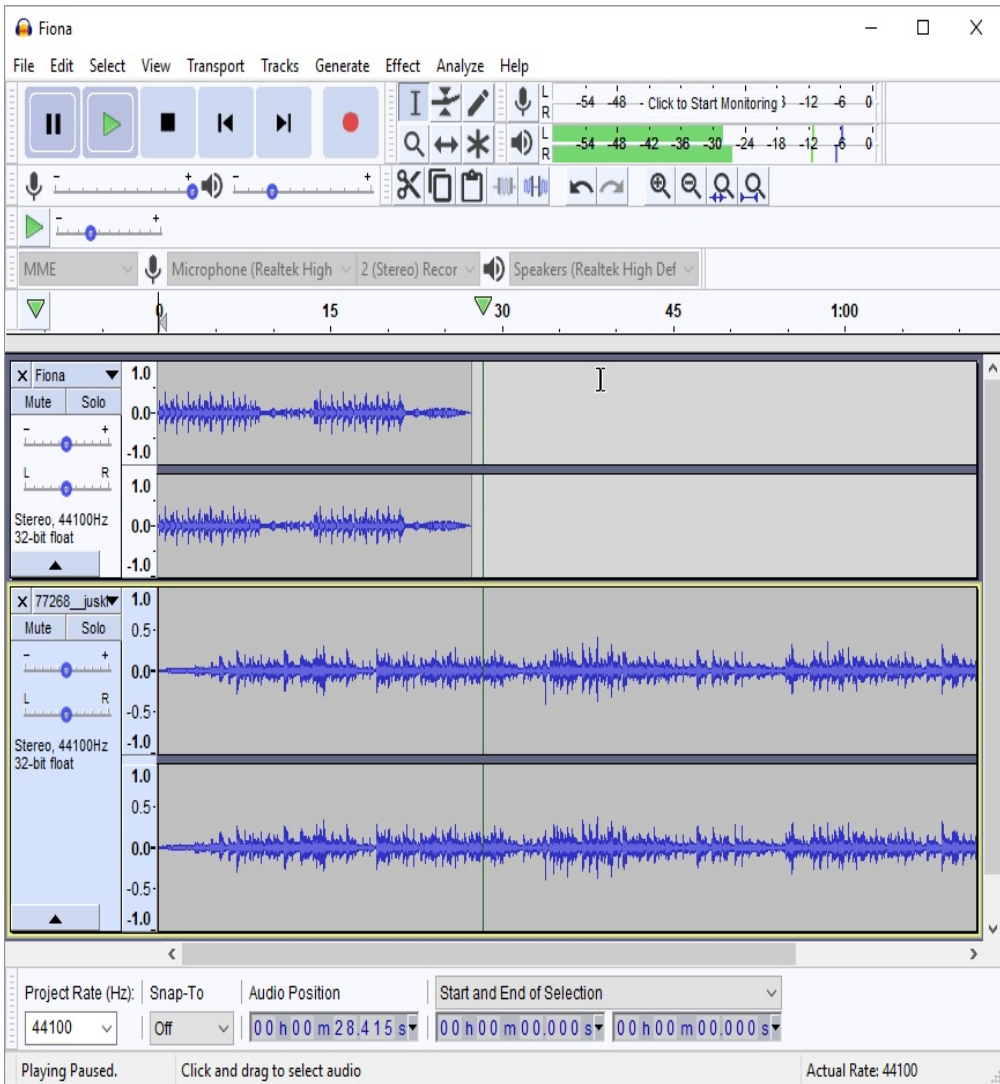 Fiona
File Edit Select View Transport Tracks Generate Effect Analyze Help
L
R
-54 -48 - Click to Start Monitoring -12 -6 0
L
R
-54 -48 -42 -36 -30 -24 -18 -12 -6 0
- +
- +
- +
MME Microphone (Realtek High 2 (Stereo) Recor Speakers (Realtek High Def
0 15 30 45 1:00
X Fiona
Mute Solo
- +
L R
Stereo, 44100Hz
32-bit float
1.0
0.0
-1.0
1.0
0.0
-1.0
X 77268__jusk
Mute Solo
- +
L R
Stereo, 44100Hz
32-bit float
1.0
0.5
0.0
-0.5
-1.0
1.0
0.5
0.0
-0.5
-1.0
Project Rate (Hz): Snap-To Audio Position Start and End of Selection
44100 Off 00 h 00 m 28.415 s 00 h 00 m 00.000 s 00 h 00 m 00.000 s
Playing Paused. Click and drag to select audio Actual Rate: 44100